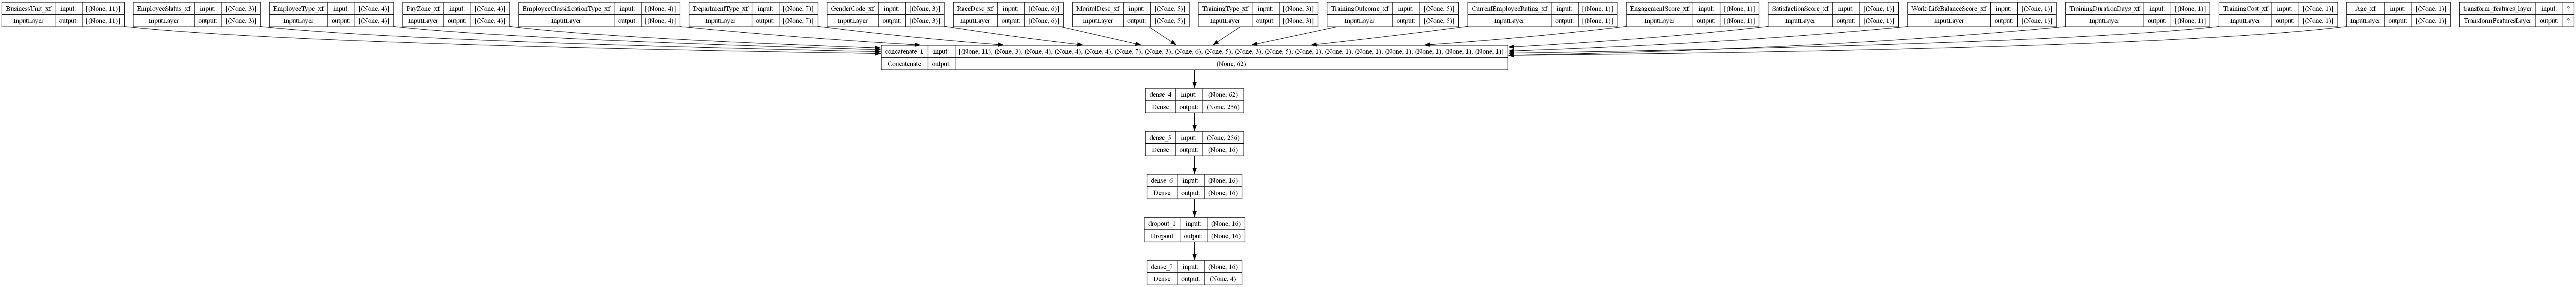 BusinessUnit_xf input: [(None, 11)]
InputLayer output: [(None, 11)]
EmployeeStatus_xf input: [(None, 3)]
InputLayer output: [(None, 3)]
EmployeeType_xf input: [(None, 4)]
InputLayer output: [(None, 4)]
PayZone_xf input: [(None, 4)]
InputLayer output: [(None, 4)]
EmployeeClassificationType_xf input: [(None, 4)]
InputLayer output: [(None, 4)]
DepartmentType_xf input: [(None, 7)]
InputLayer output: [(None, 7)]
GenderCode_xf input: [(None, 3)]
InputLayer output: [(None, 3)]
RaceDesc_xf input: [(None, 6)]
InputLayer output: [(None, 6)]
MaritalDesc_xf input: [(None, 5)]
InputLayer output: [(None, 5)]
TrainingType_xf input: [(None, 3)]
InputLayer output: [(None, 3)]
TrainingOutcome_xf input: [(None, 5)]
InputLayer output: [(None, 5)]
CurrentEmployeeRating_xf input: [(None, 1)]
InputLayer output: [(None, 1)]
EngagementScore_xf input: [(None, 1)]
InputLayer output: [(None, 1)]
SatisfactionScore_xf input: [(None, 1)]
InputLayer output: [(None, 1)]
Work-LifeBalanceScore_xf input: [(None, 1)]
InputLayer output: [(None, 1)]
TrainingDurationDays_xf input: [(None, 1)]
InputLayer output: [(None, 1)]
TrainingCost_xf input: [(None, 1)]
InputLayer output: [(None, 1)]
Age_xf input: [(None, 1)]
InputLayer output: [(None, 1)]
transform_features_layer input: ?
TransformFeaturesLayer output: ?
concatenate_1 input: [(None, 11), (None, 3), (None, 4), (None, 4), (None, 4), (None, 7), (None, 3), (None, 6), (None, 5), (None, 3), (None, 5), (None, 1), (None, 1), (None, 1), (None, 1), (None, 1), (None, 1), (None, 1)]
Concatenate output: (None, 62)
dense_4 input: (None, 62)
Dense output: (None, 256)
dense_5 input: (None, 256)
Dense output: (None, 16)
dense_6 input: (None, 16)
Dense output: (None, 16)
dropout_1 input: (None, 16)
Dropout output: (None, 16)
dense_7 input: (None, 16)
Dense output: (None, 4)